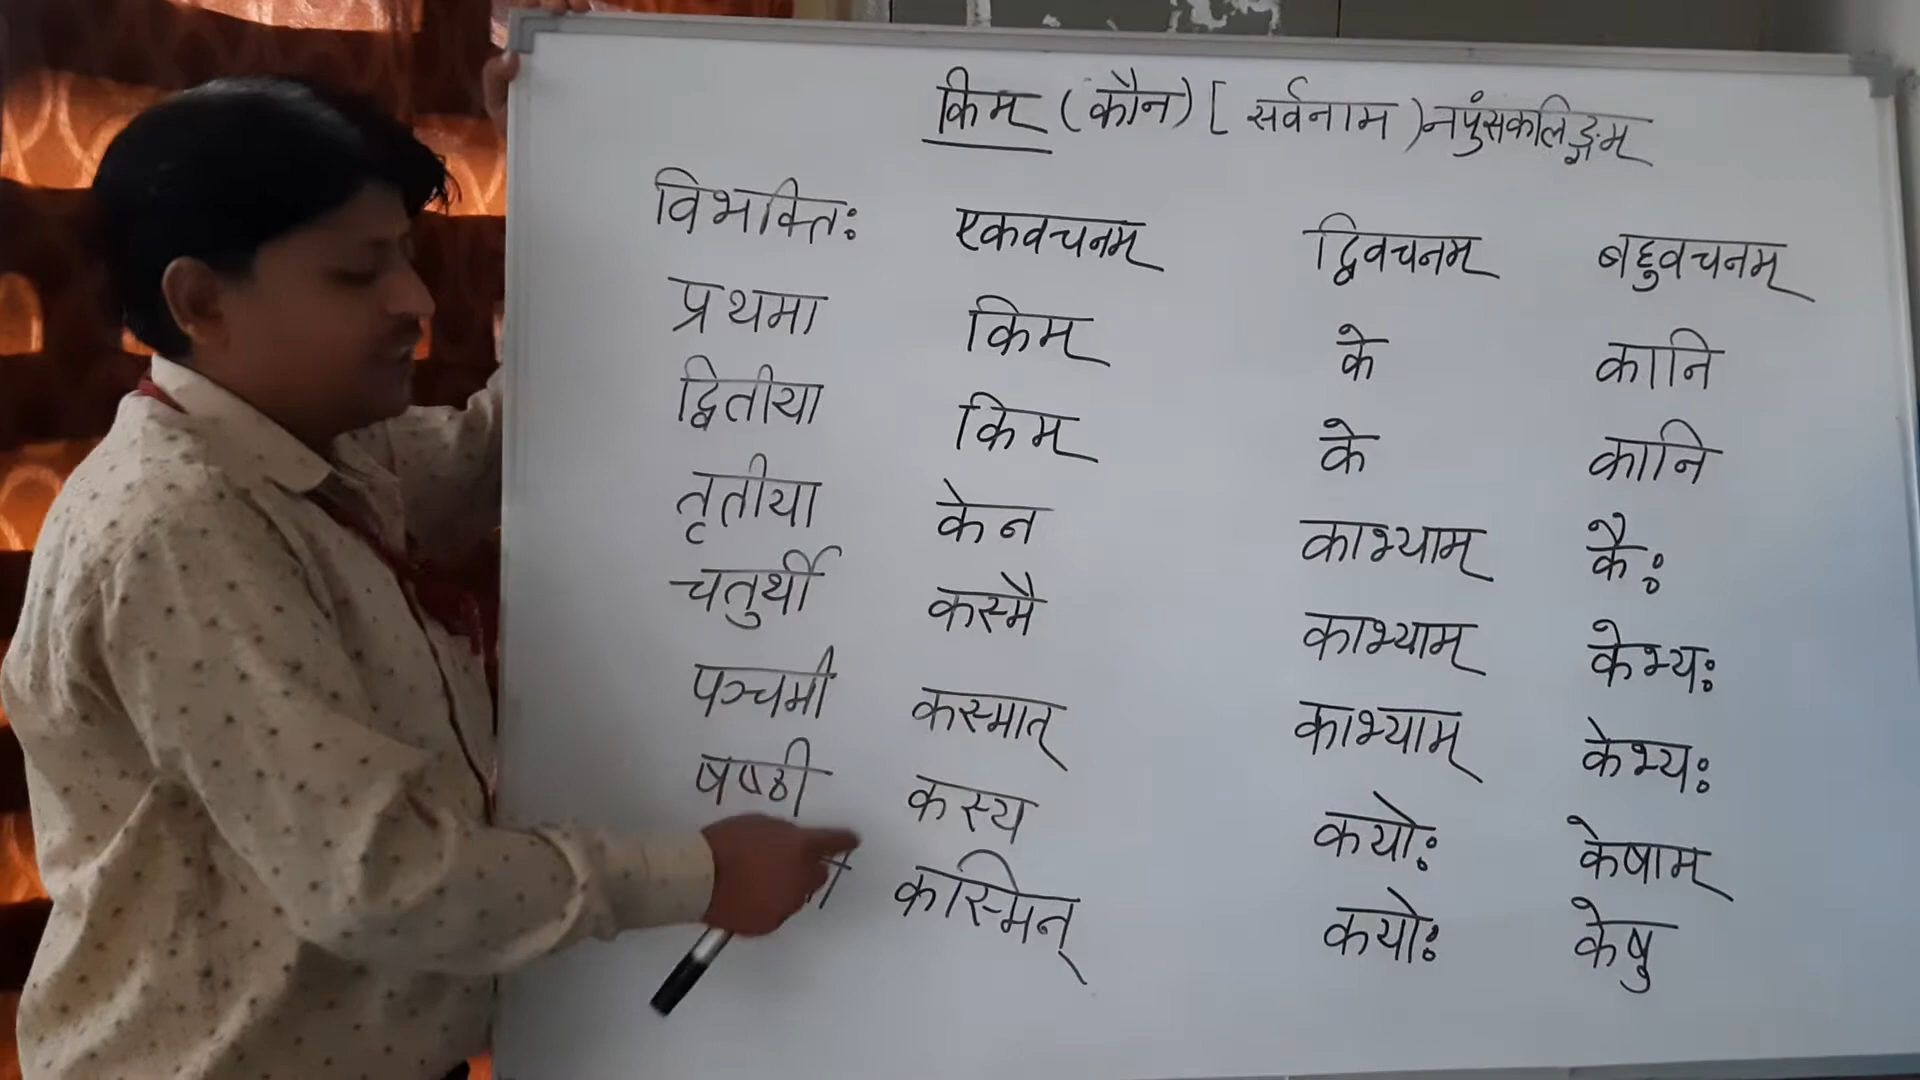 किम् (कौन) [ सर्वनाम ) नपुंसकलिङ्गम्
विभक्तिः एकवचनम् द्विवचनम् बहुवचनम्
प्रथमा किम् के कानि
द्वितीया किम् के कानि
तृतीया केन काभ्याम् कैः
चतुर्थी कस्मै काभ्याम् केभ्यः
पञ्चमी कस्मात् काभ्याम् केभ्यः
षष्ठी कस्य कयोः केषाम्
कस्मिन् कयोः केषु